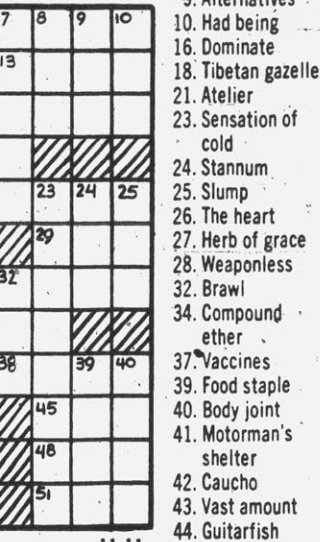 7 8 9 10
13
23 24 25
29
32
38 39 40
45
48
51
9. Alternatives
10. Had being
16. Dominate
18. Tibetan gazelle
21. Atelier
23. Sensation of
cold
24. Stannum
25. Slump
26. The heart
27. Herb of grace
28. Weaponless
32. Brawl
34. Compound
ether
37. Vaccines
39. Food staple
40. Body joint
41. Motorman's
shelter
42. Caucho
43. Vast amount
44. Guitarfish